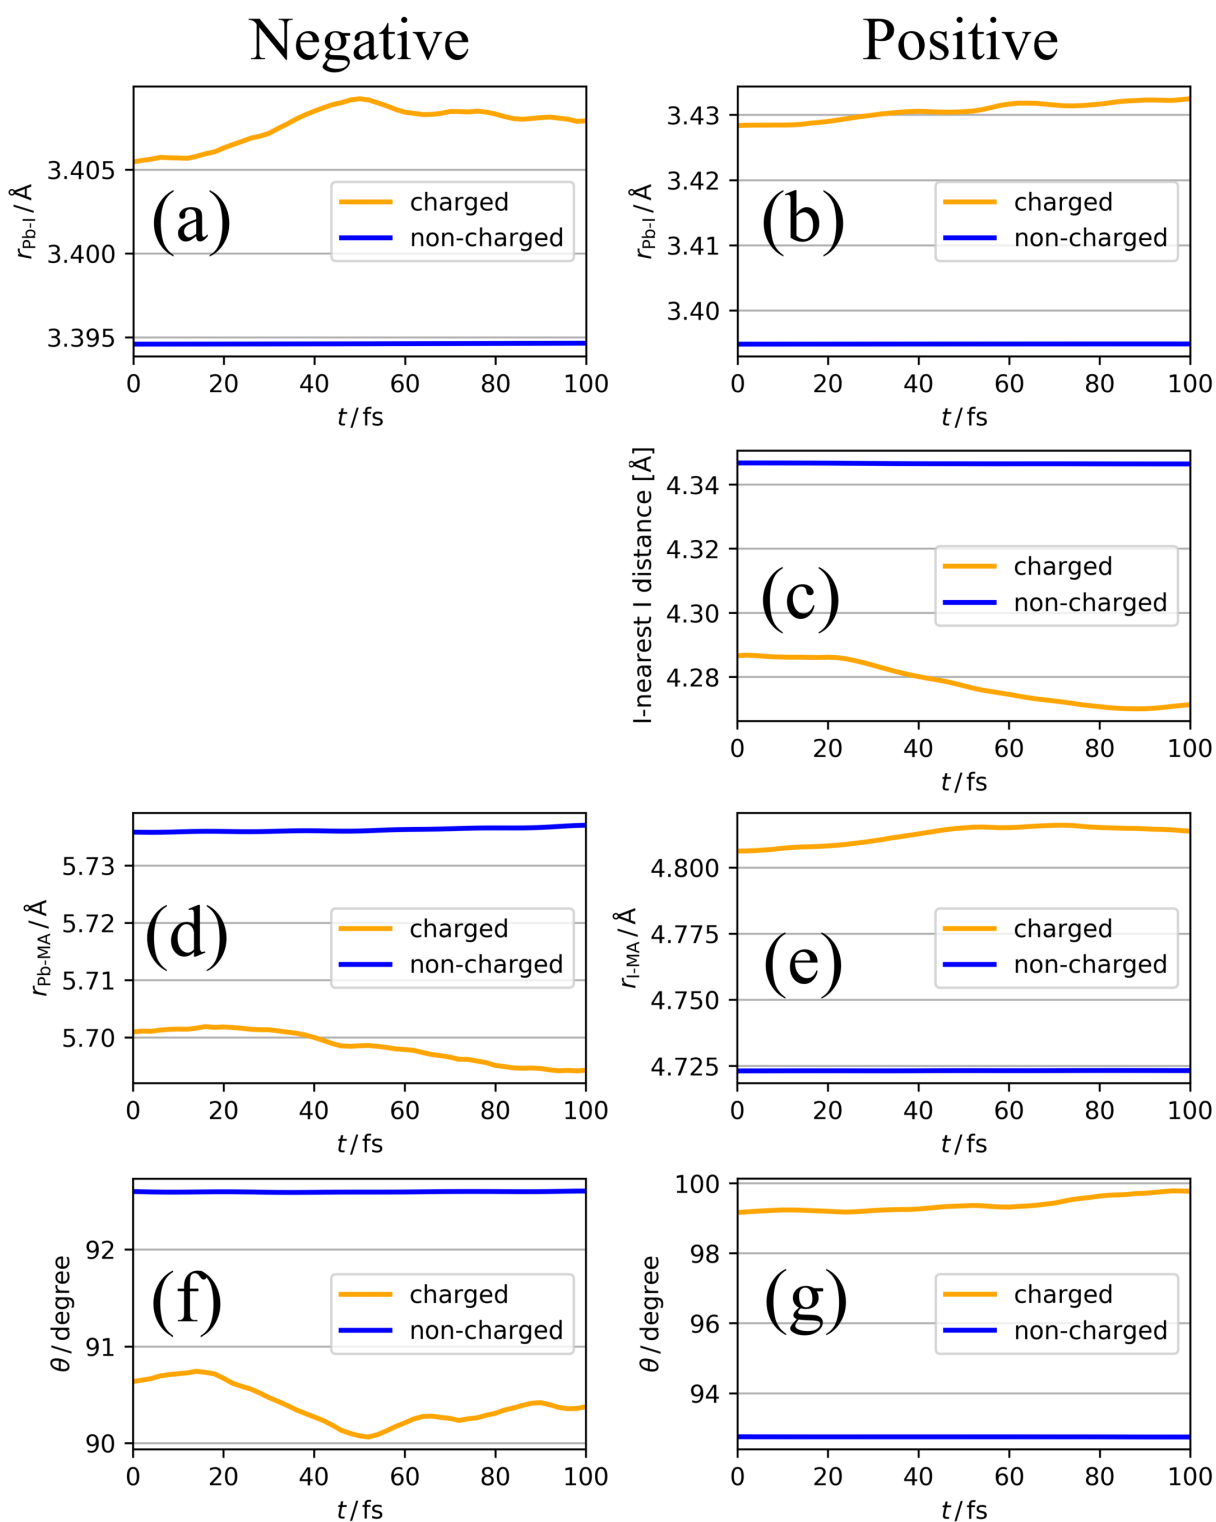 Negative
Positive
r_Pb-I / Å
3.405
3.400
3.395
(a)
charged
non-charged
0 20 40 60 80 100
t / fs
r_Pb-I / Å
3.43
3.42
3.41
3.40
(b)
charged
non-charged
0 20 40 60 80 100
t / fs
I-nearest I distance [Å]
4.34
4.32
4.30
4.28
(c)
charged
non-charged
0 20 40 60 80 100
t / fs
r_Pb-MA / Å
5.73
5.72
5.71
5.70
(d)
charged
non-charged
0 20 40 60 80 100
t / fs
r_I-MA / Å
4.800
4.775
4.750
4.725
(e)
charged
non-charged
0 20 40 60 80 100
t / fs
θ / degree
92
91
90
(f)
charged
non-charged
0 20 40 60 80 100
t / fs
θ / degree
100
98
96
94
(g)
charged
non-charged
0 20 40 60 80 100
t / fs